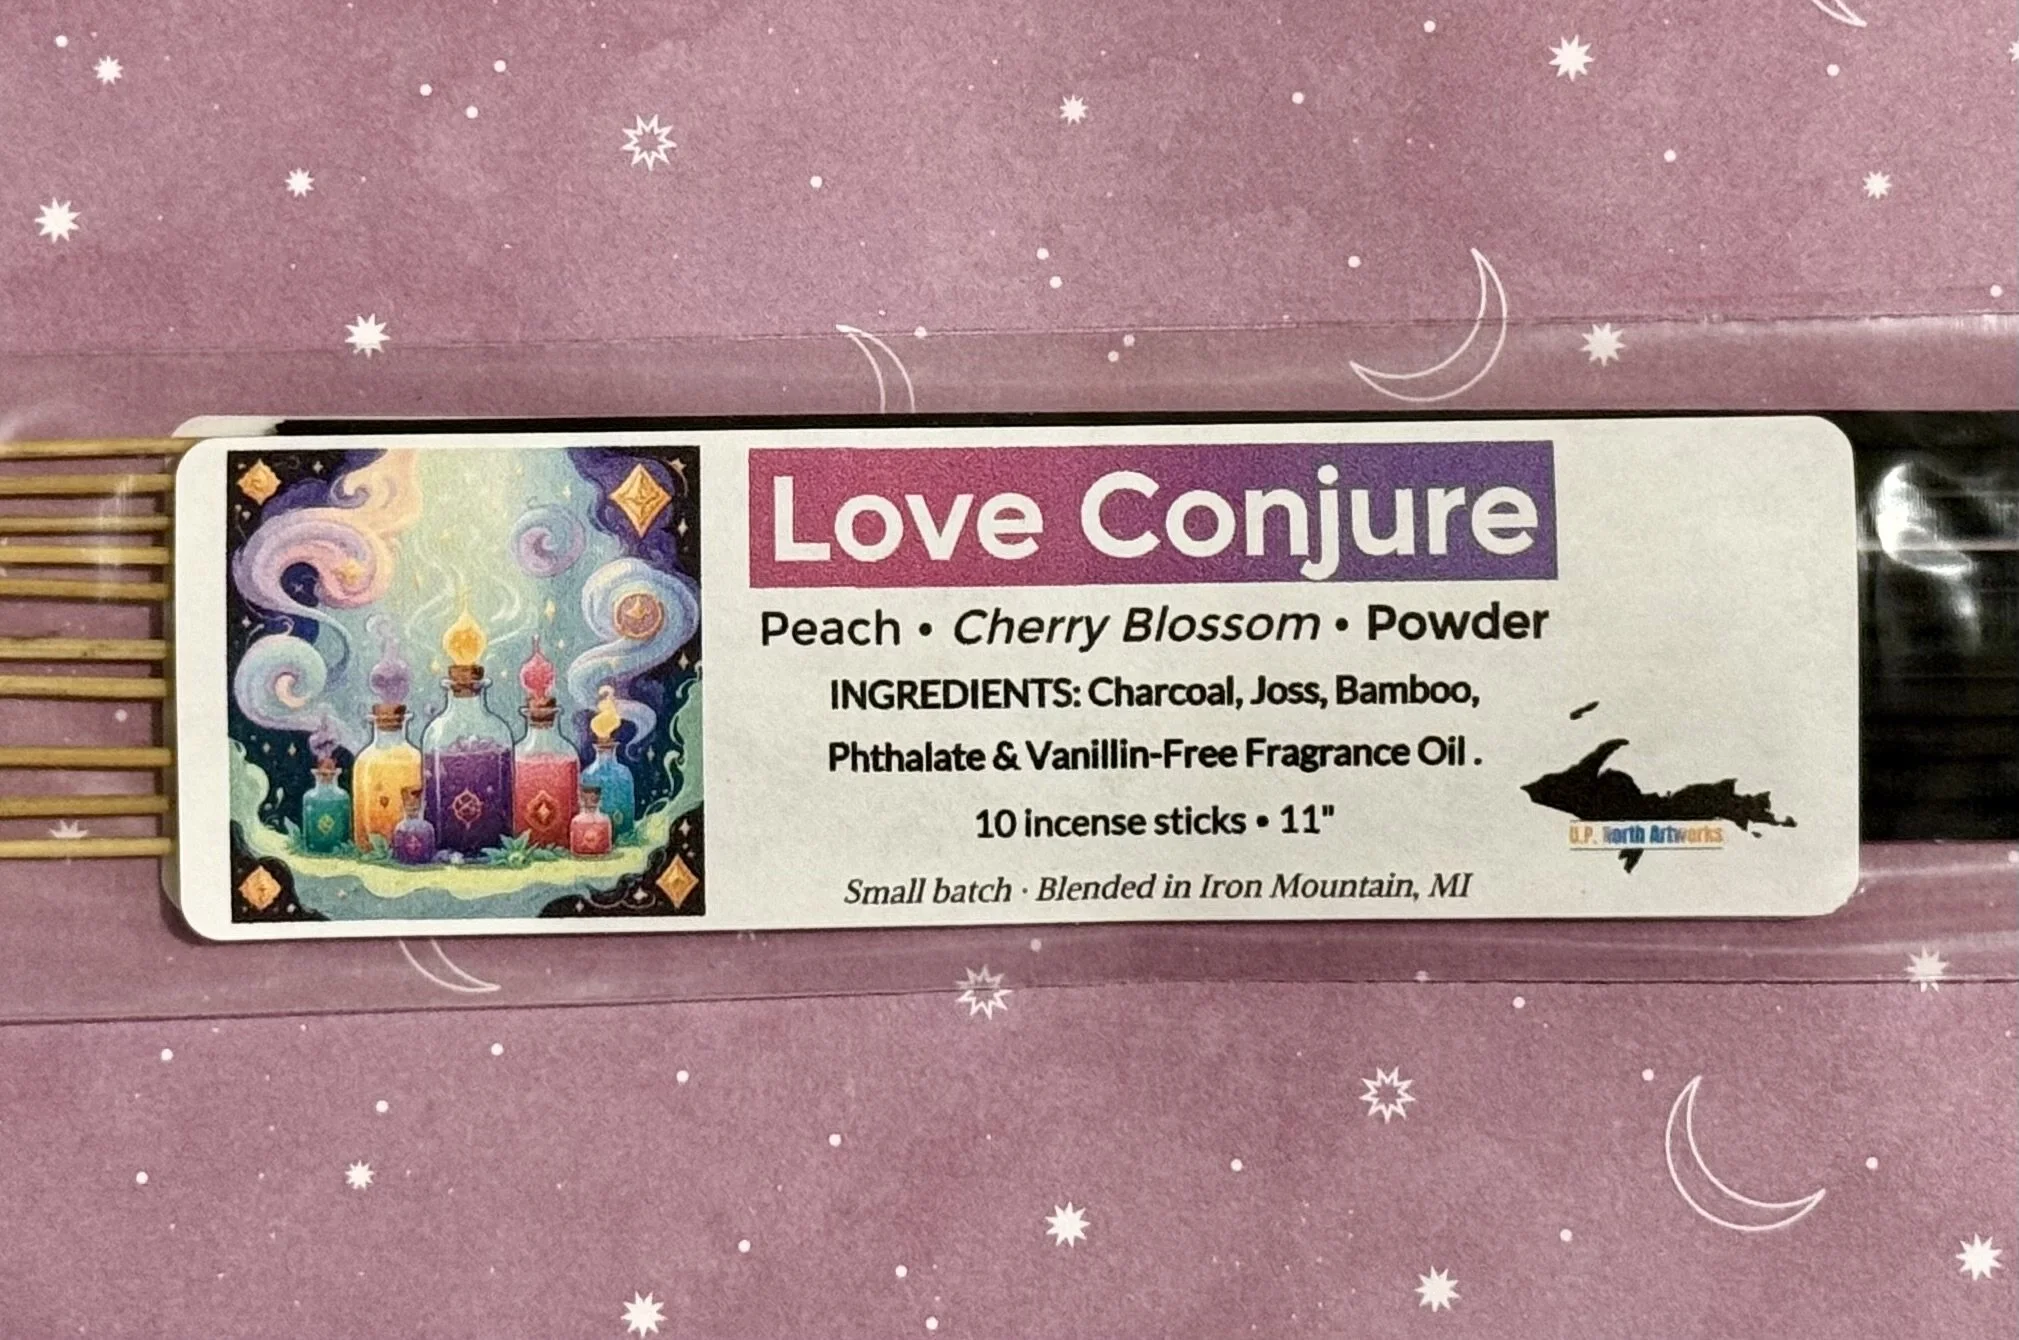 Love Conjure
Peach • Cherry Blossom • Powder
INGREDIENTS: Charcoal, Joss, Bamboo,
Phthalate & Vanillin-Free Fragrance Oil .
10 incense sticks • 11"
Small batch · Blended in Iron Mountain, MI
U.P. North Artworks